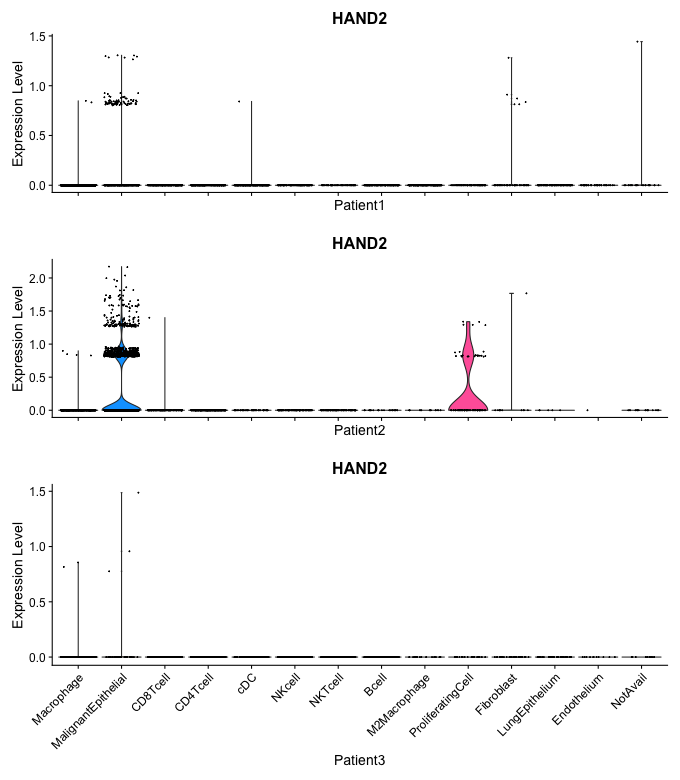 HAND2
Expression Level
1.5
1.0
0.5
0.0
Patient1
HAND2
Expression Level
2.0
1.5
1.0
0.5
0.0
Patient2
HAND2
Expression Level
1.5
1.0
0.5
0.0
Macrophage
MalignantEpithelial
CD8Tcell
CD4Tcell
cDC
NKcell
NKTcell
Bcell
M2Macrophage
ProliferatingCell
Fibroblast
LungEpithelium
Endothelium
NotAvail
Patient3